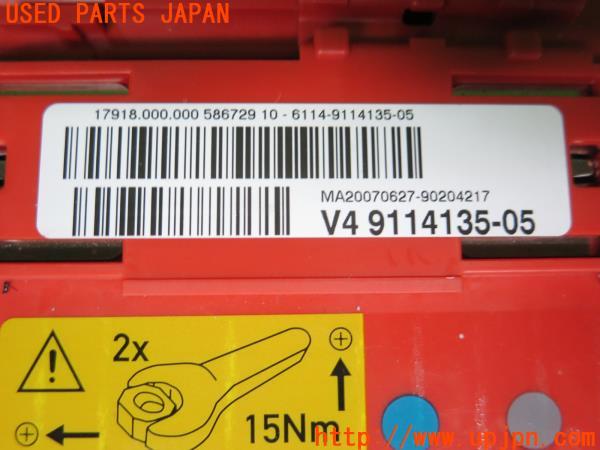 USED PARTS JAPAN
17918.000.000 586729 10 - 6114-9114135-05
MA20070627-90204217
V4 9114135-05
2x
15Nm
http://www.upjpn.com